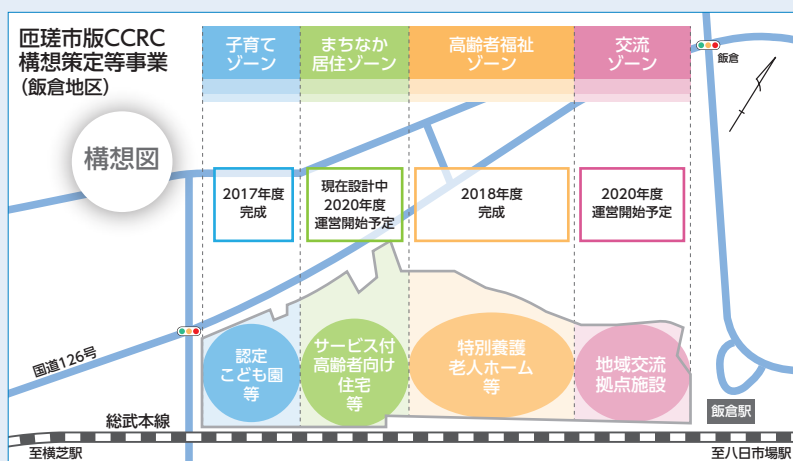 匝瑳市版CCRC
構想策定等事業
(飯倉地区)
構想図
子育て
ゾーン
まちなか
居住ゾーン
高齢者福祉
ゾーン
交流
ゾーン
飯倉
2017年度
完成
現在設計中
2020年度
運営開始予定
2018年度
完成
2020年度
運営開始予定
国道126号
認定
こども園
等
サービス付
高齢者向け
住宅
等
特別養護
老人ホーム
等
地域交流
拠点施設
飯倉駅
総武本線
至横芝駅
至八日市場駅